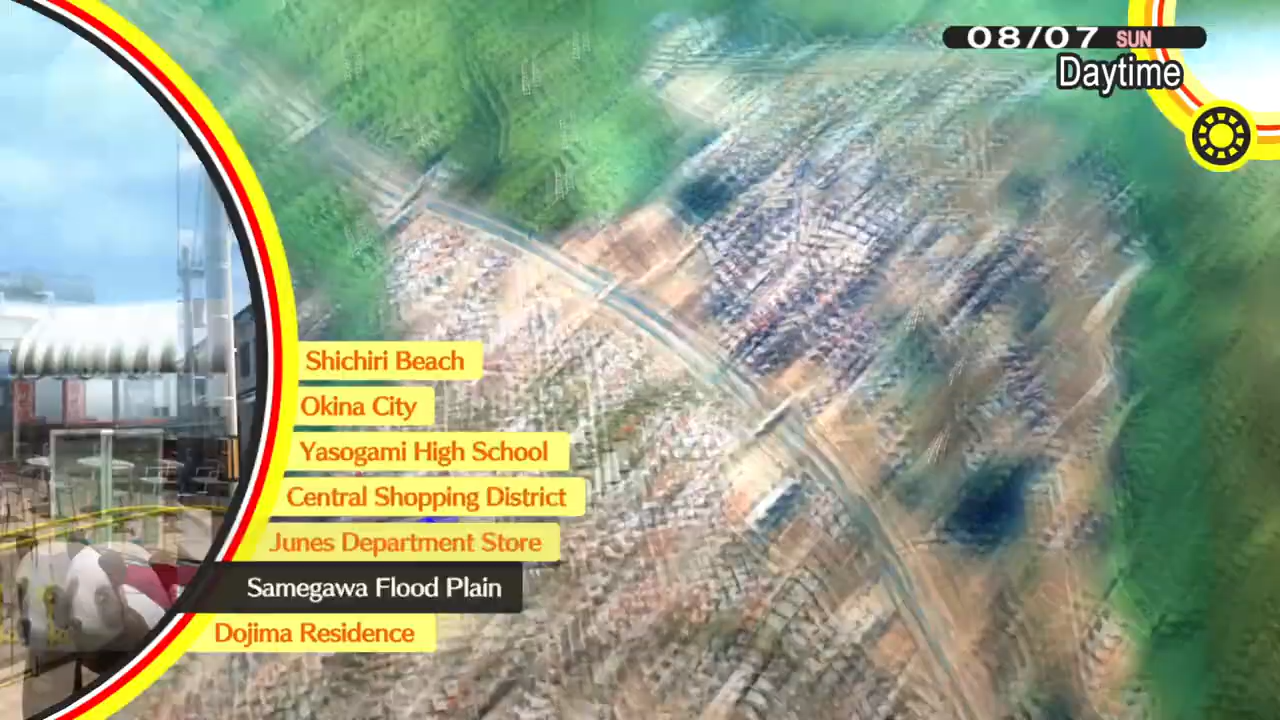 08/07 SUN
Daytime
Shichiri Beach
Okina City
Yasogami High School
Central Shopping District
Junes Department Store
Samegawa Flood Plain
Dojima Residence